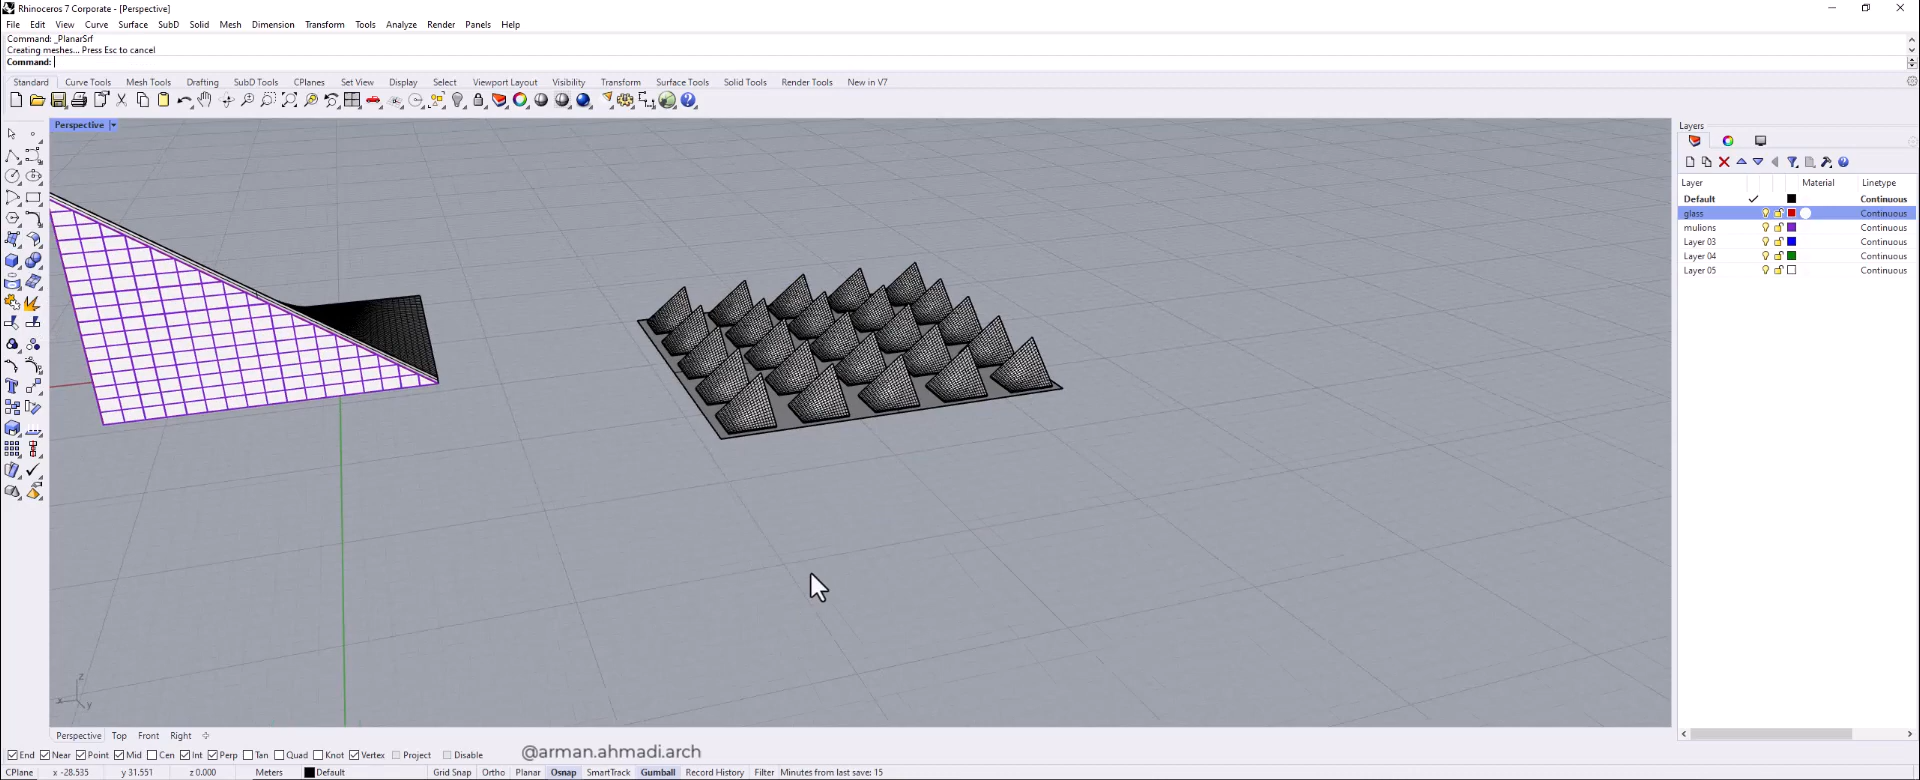 Rhinoceros 7 Corporate - [Perspective]
File Edit View Curve Surface SubD Solid Mesh Dimension Transform Tools Analyze Render Panels Help
Command: _PlanarSrf
Creating meshes... Press Esc to cancel
Command:
Standard Curve Tools Mesh Tools Drafting SubD Tools CPlanes Set View Display Select Viewport Layout Visibility Transform Surface Tools Solid Tools Render Tools New in V7
Perspective
Layers
Layer Material Linetype
Default Continuous
glass Continuous
mulions Continuous
Layer 03 Continuous
Layer 04 Continuous
Layer 05 Continuous
z
x
y
Perspective Top Front Right
End Near Point Mid Cen Int Perp Tan Quad Knot Vertex Project Disable
@arman.ahmadi.arch
CPlane x -28.535 y 31.551 z 0.000 Meters Default Grid Snap Ortho Planar Osnap SmartTrack Gumball Record History Filter Minutes from last save: 15